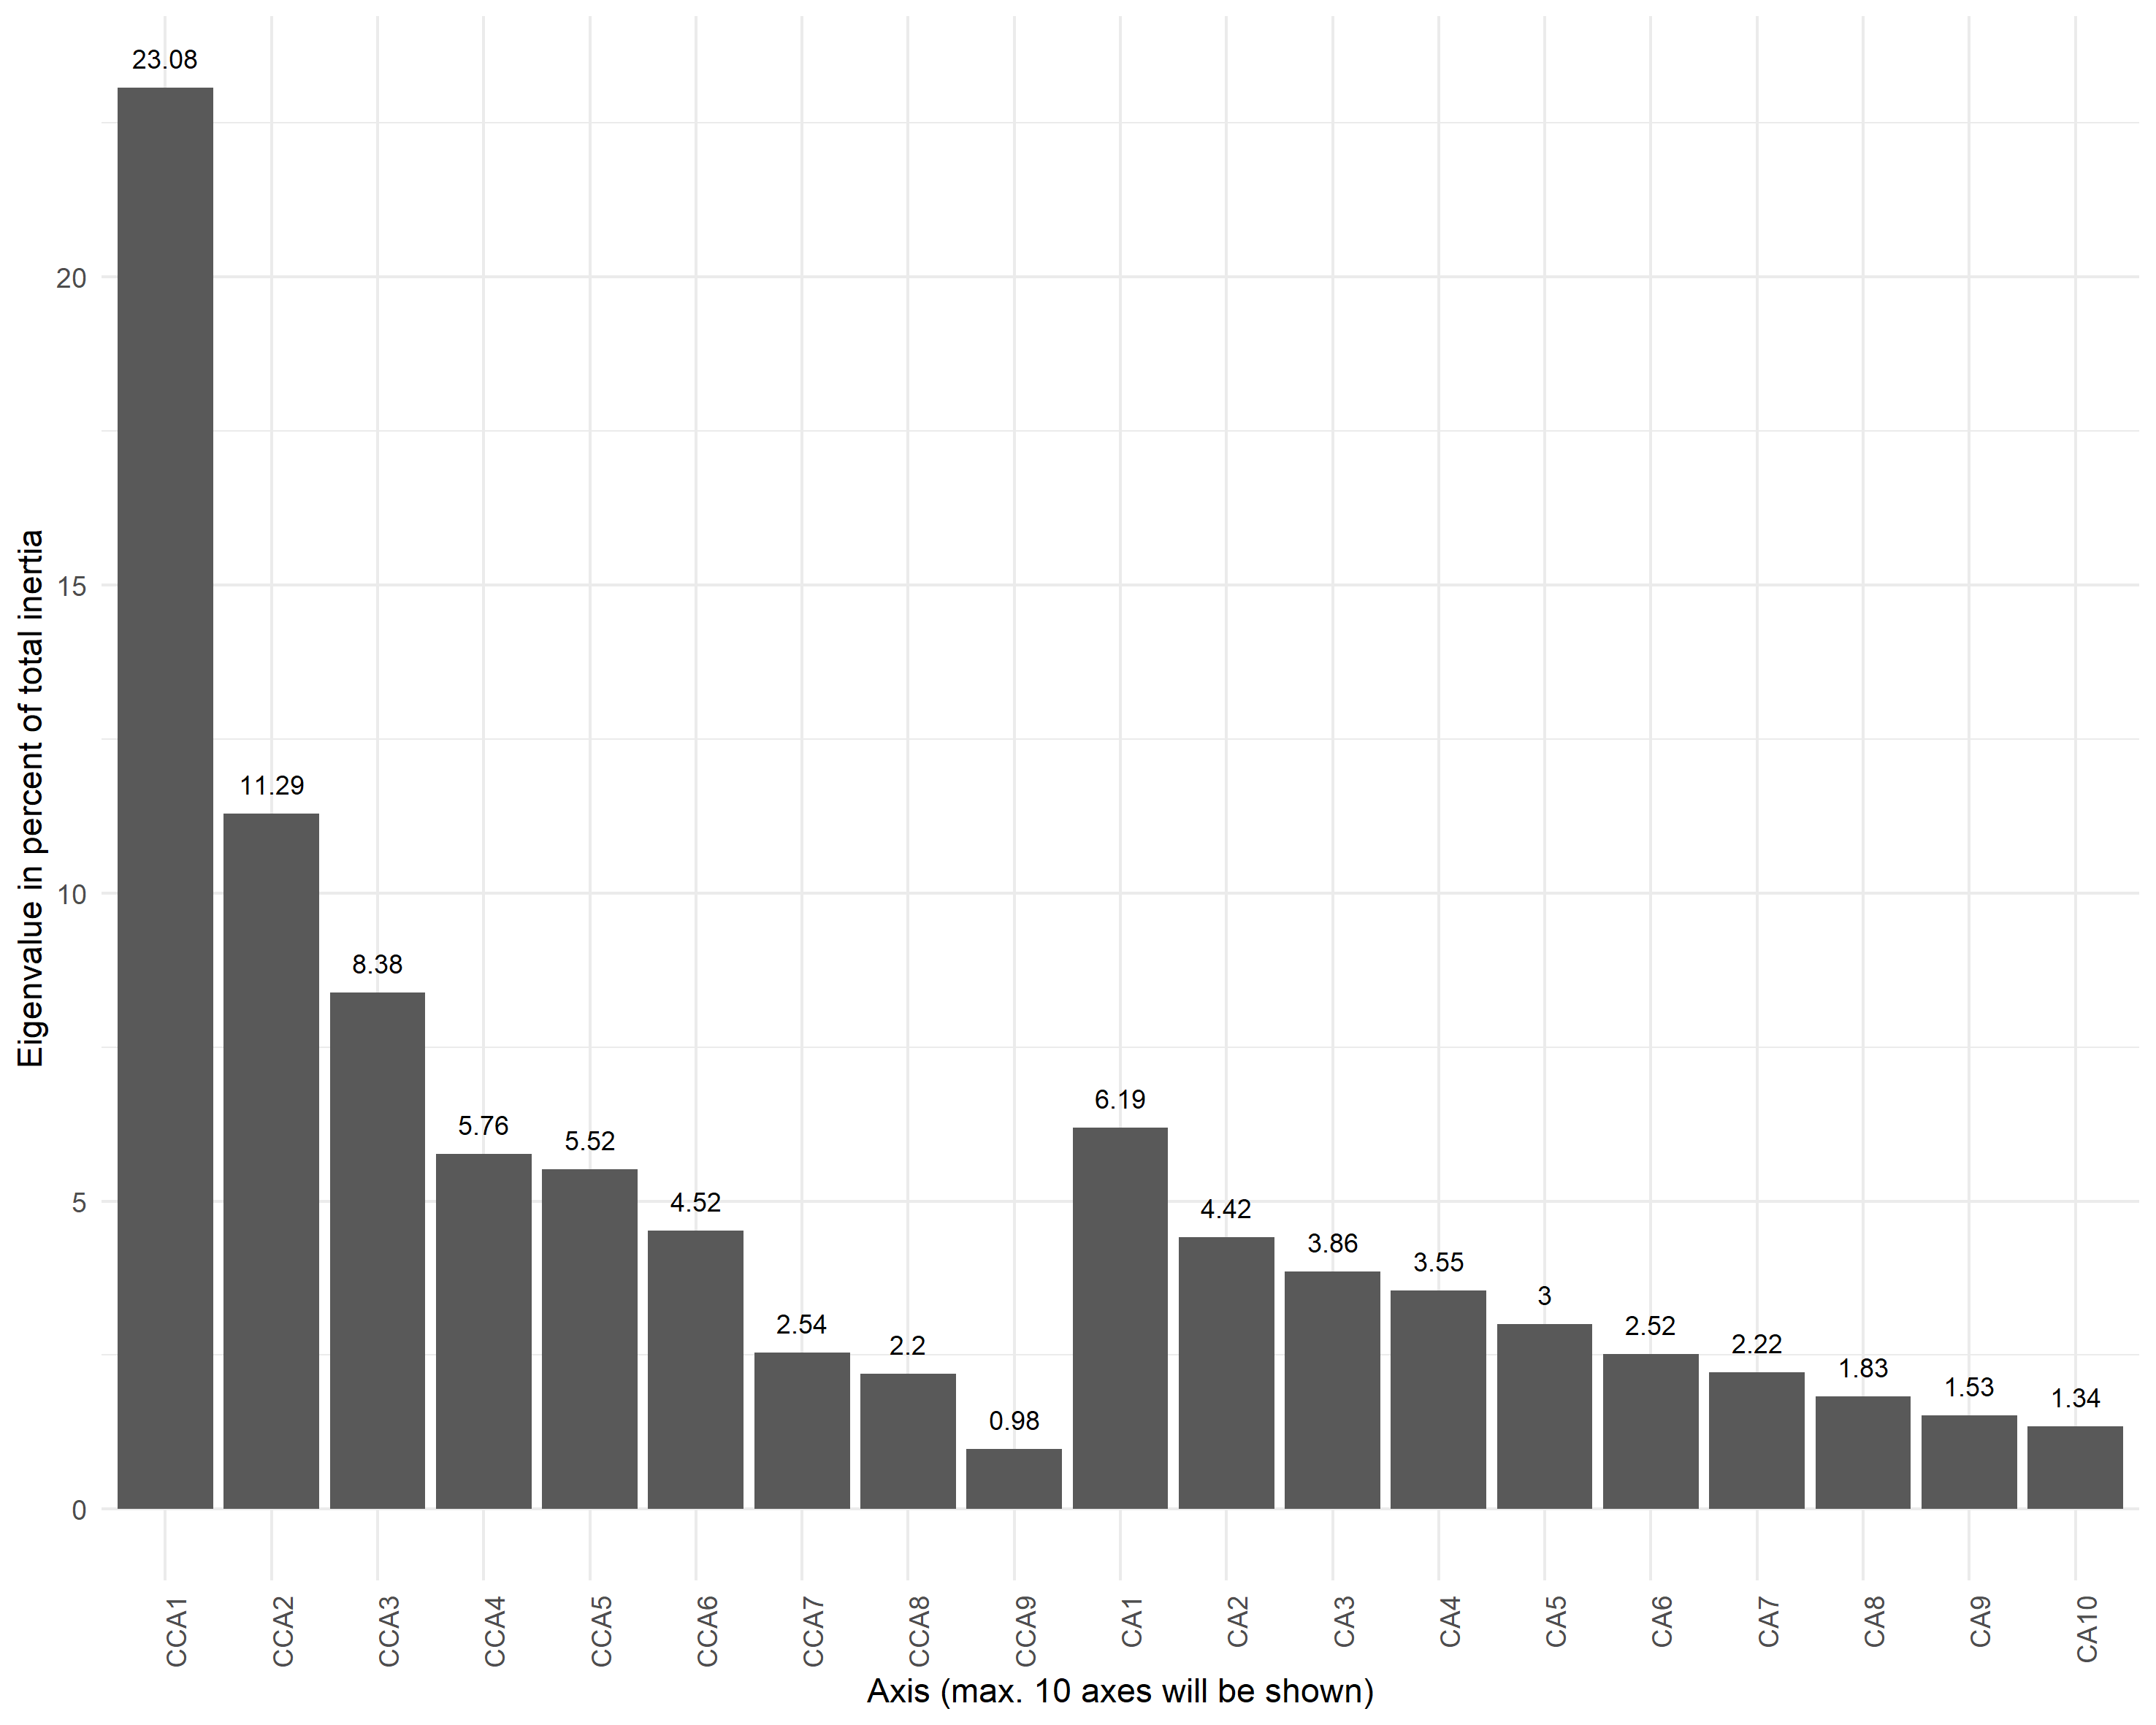 Eigenvalue in percent of total inertia
20
15
10
5
0
23.08
11.29
8.38
5.76
5.52
4.52
2.54
2.2
0.98
6.19
4.42
3.86
3.55
3
2.52
2.22
1.83
1.53
1.34
CCA1
CCA2
CCA3
CCA4
CCA5
CCA6
CCA7
CCA8
CCA9
CA1
CA2
CA3
CA4
CA5
CA6
CA7
CA8
CA9
CA10
Axis (max. 10 axes will be shown)